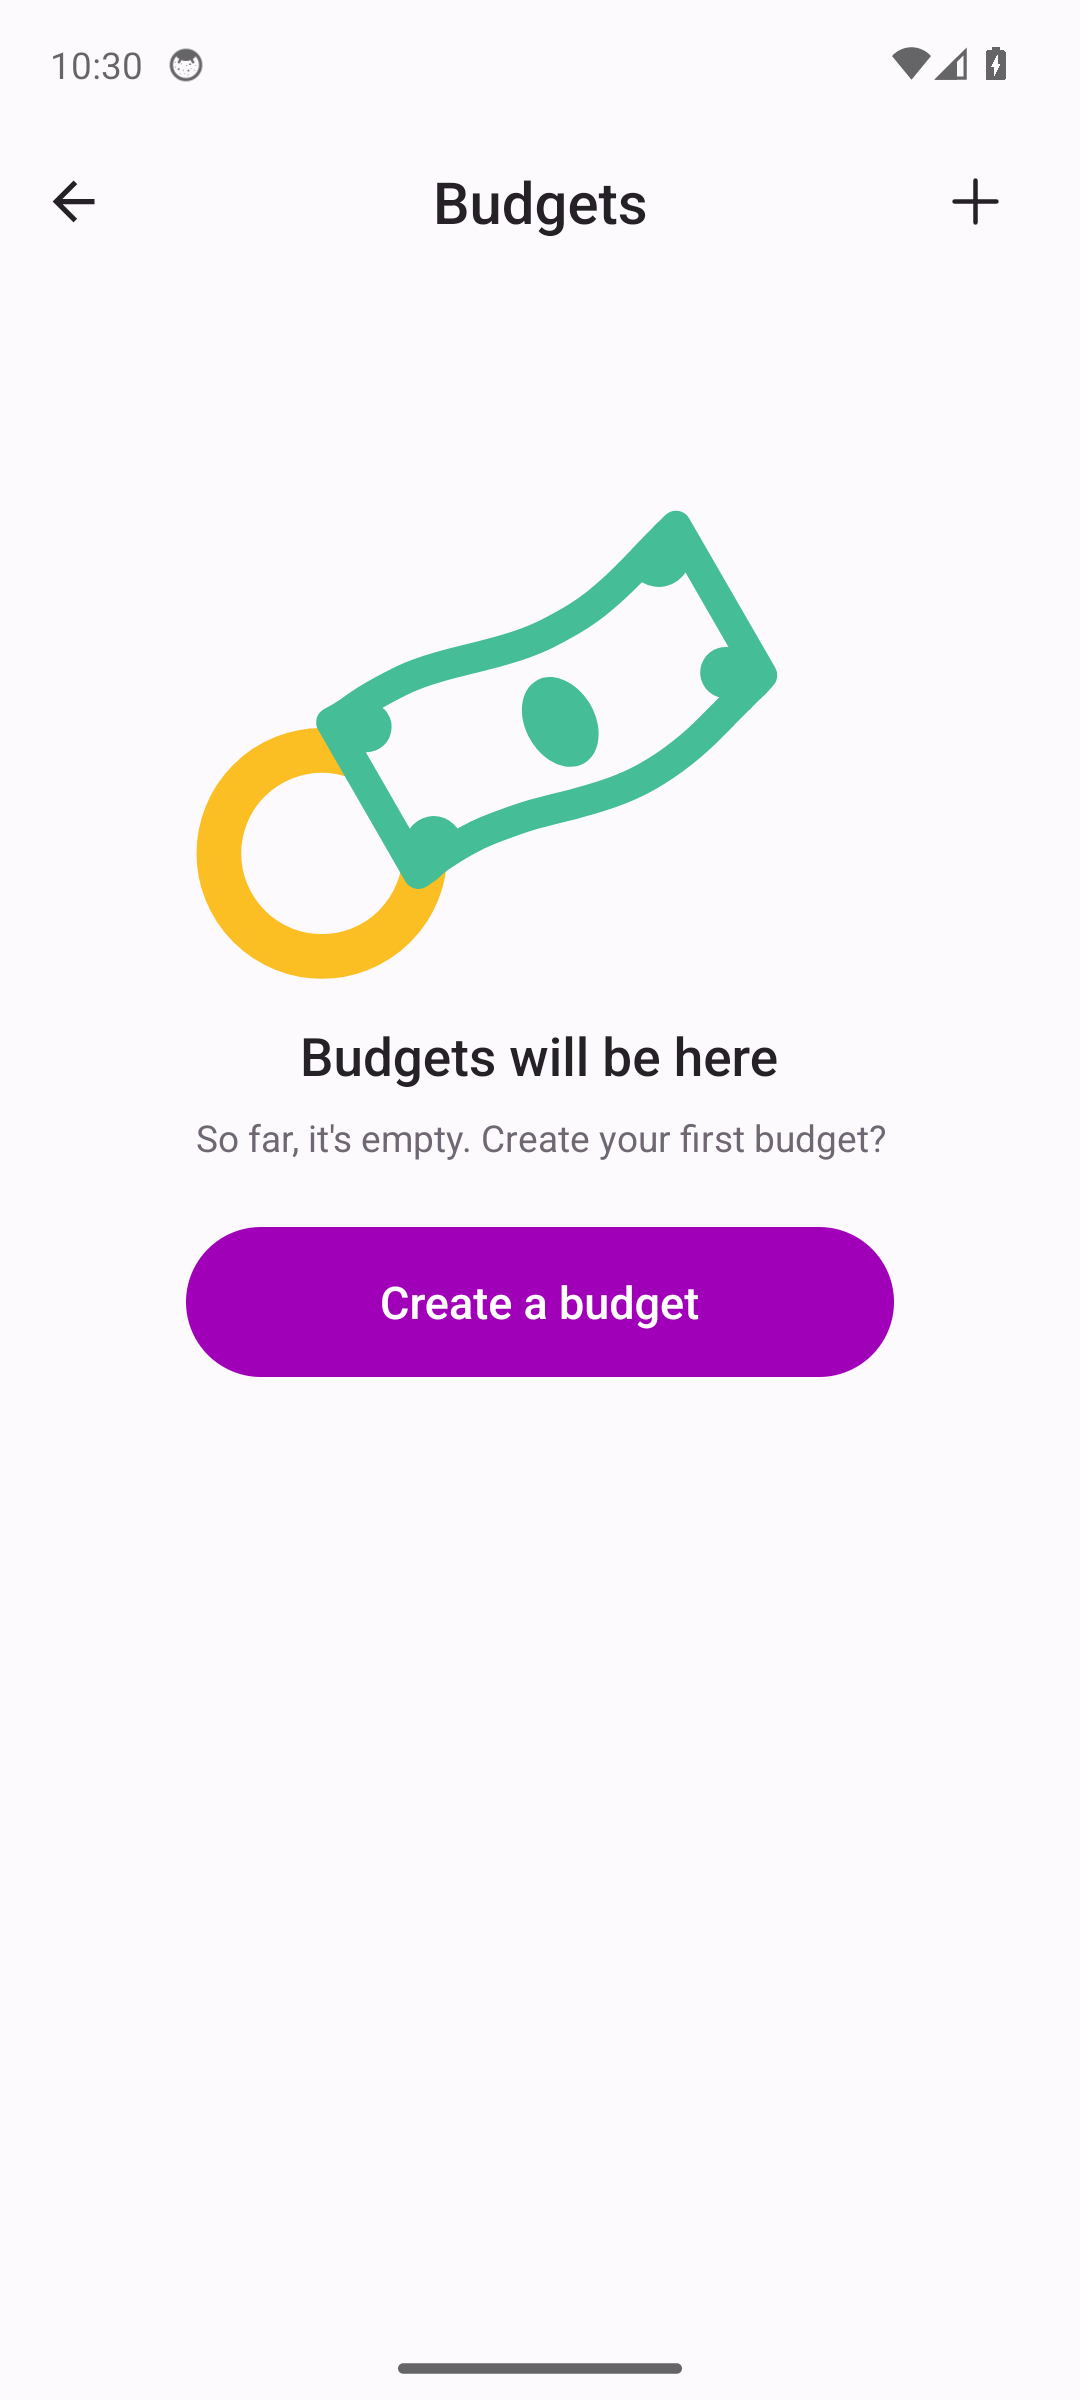 10:30
Budgets
Budgets will be here
So far, it's empty. Create your first budget?
Create a budget